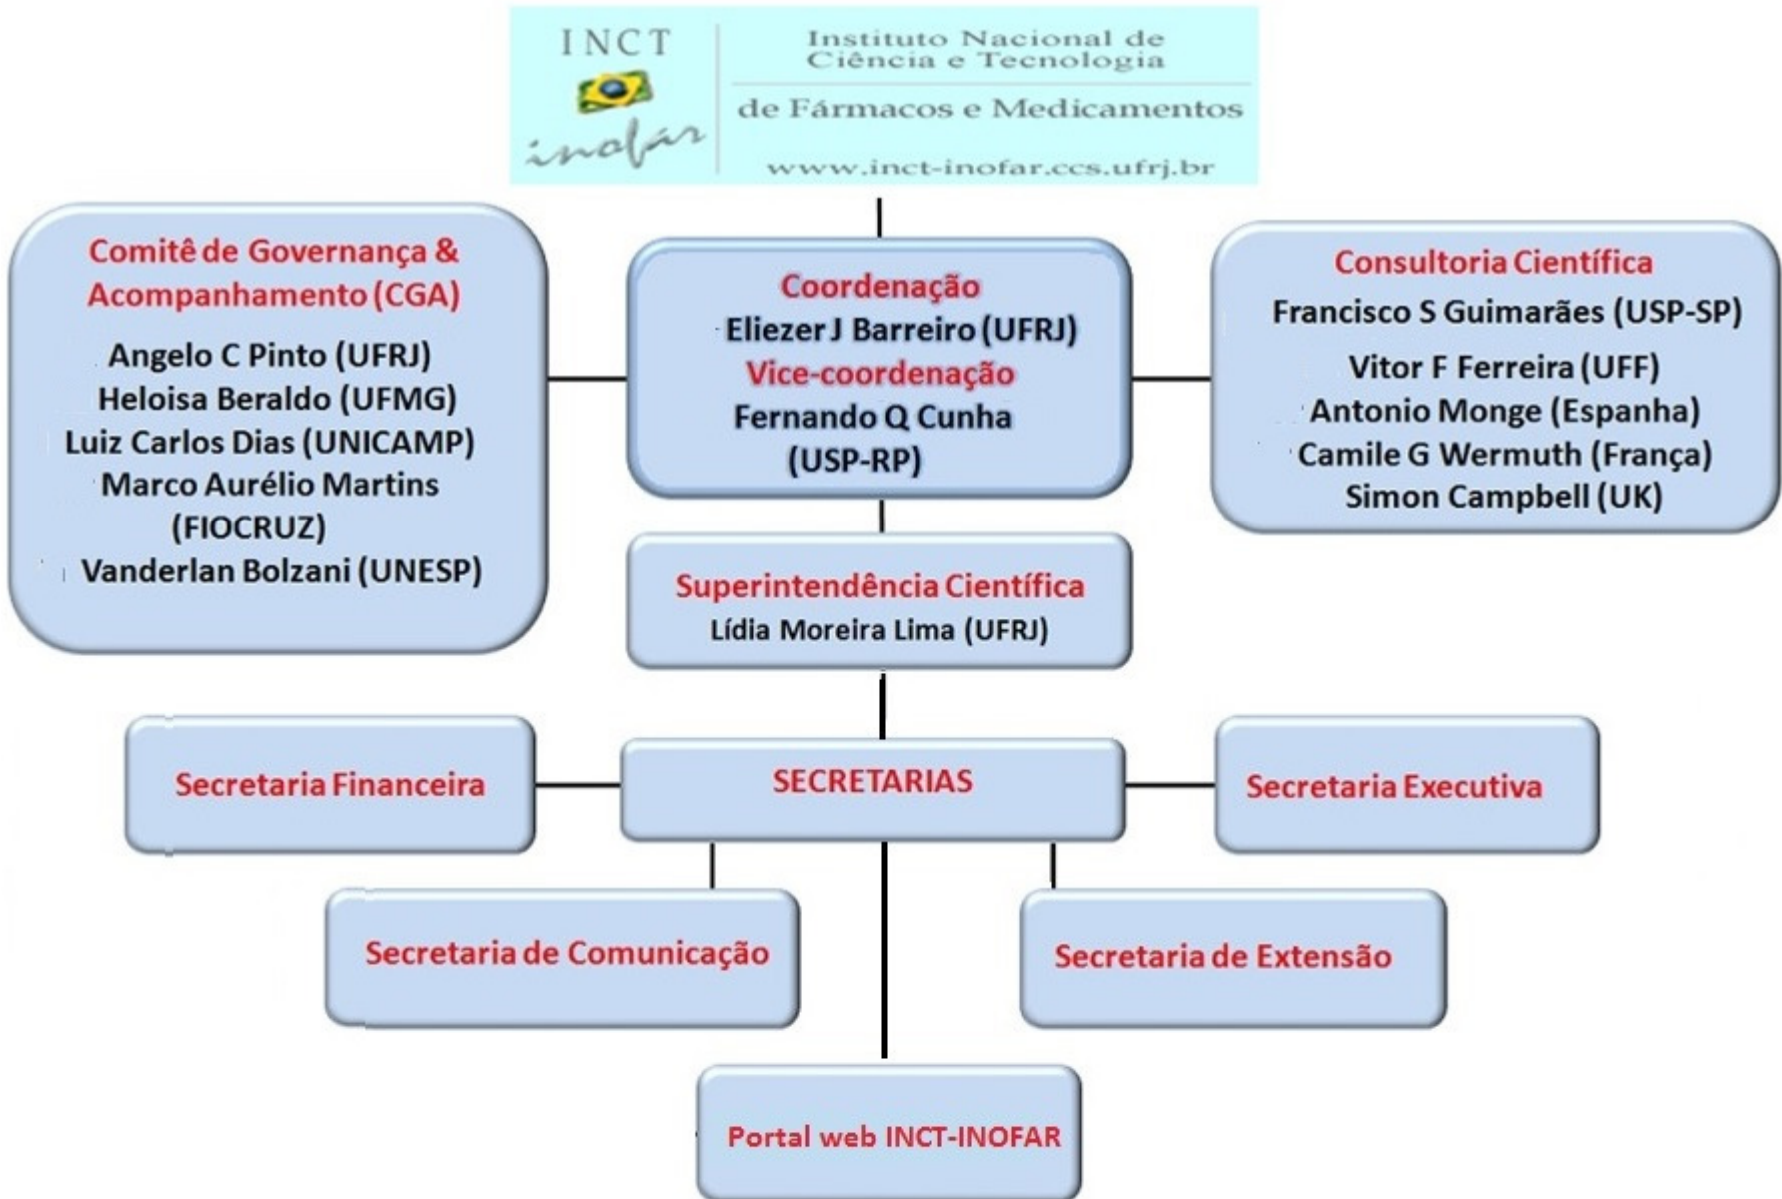 INCT
inofar
Instituto Nacional de
Ciência e Tecnologia
de Fármacos e Medicamentos
www.inct-inofar.ccs.ufrj.br
Comitê de Governança &
Acompanhamento (CGA)
Angelo C Pinto (UFRJ)
Heloisa Beraldo (UFMG)
Luiz Carlos Dias (UNICAMP)
Marco Aurélio Martins
(FIOCRUZ)
Vanderlan Bolzani (UNESP)
Coordenação
Eliezer J Barreiro (UFRJ)
Vice-coordenação
Fernando Q Cunha
(USP-RP)
Consultoria Científica
Francisco S Guimarães (USP-SP)
Vitor F Ferreira (UFF)
Antonio Monge (Espanha)
Camile G Wermuth (França)
Simon Campbell (UK)
Superintendência Científica
Lídia Moreira Lima (UFRJ)
Secretaria Financeira
SECRETARIAS
Secretaria Executiva
Secretaria de Comunicação
Secretaria de Extensão
Portal web INCT-INOFAR